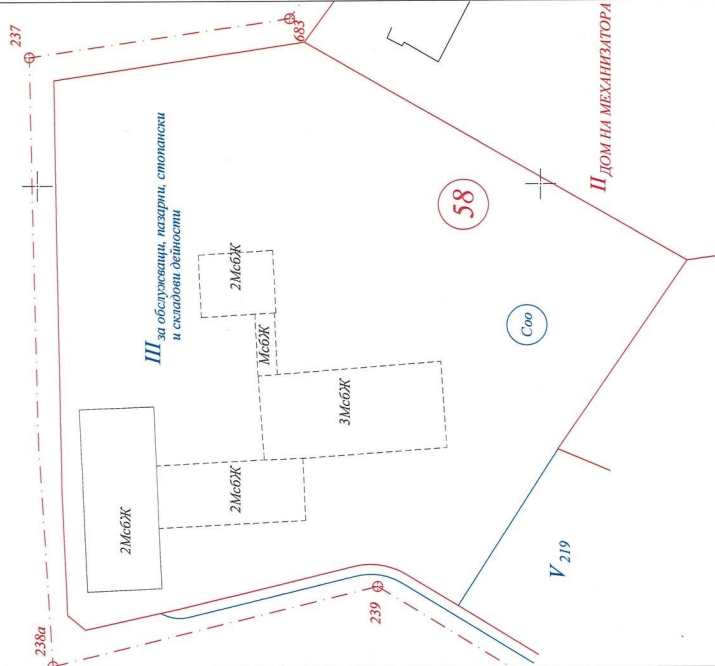 237
683
II ДОМ НА МЕХАНИЗАТОРА
III за обслужващи, пазарни, стопански
и складови дейности
58
2МсбЖ
МсбЖ
Соо
3МсбЖ
2МсбЖ
2МсбЖ
V 219
239
238а